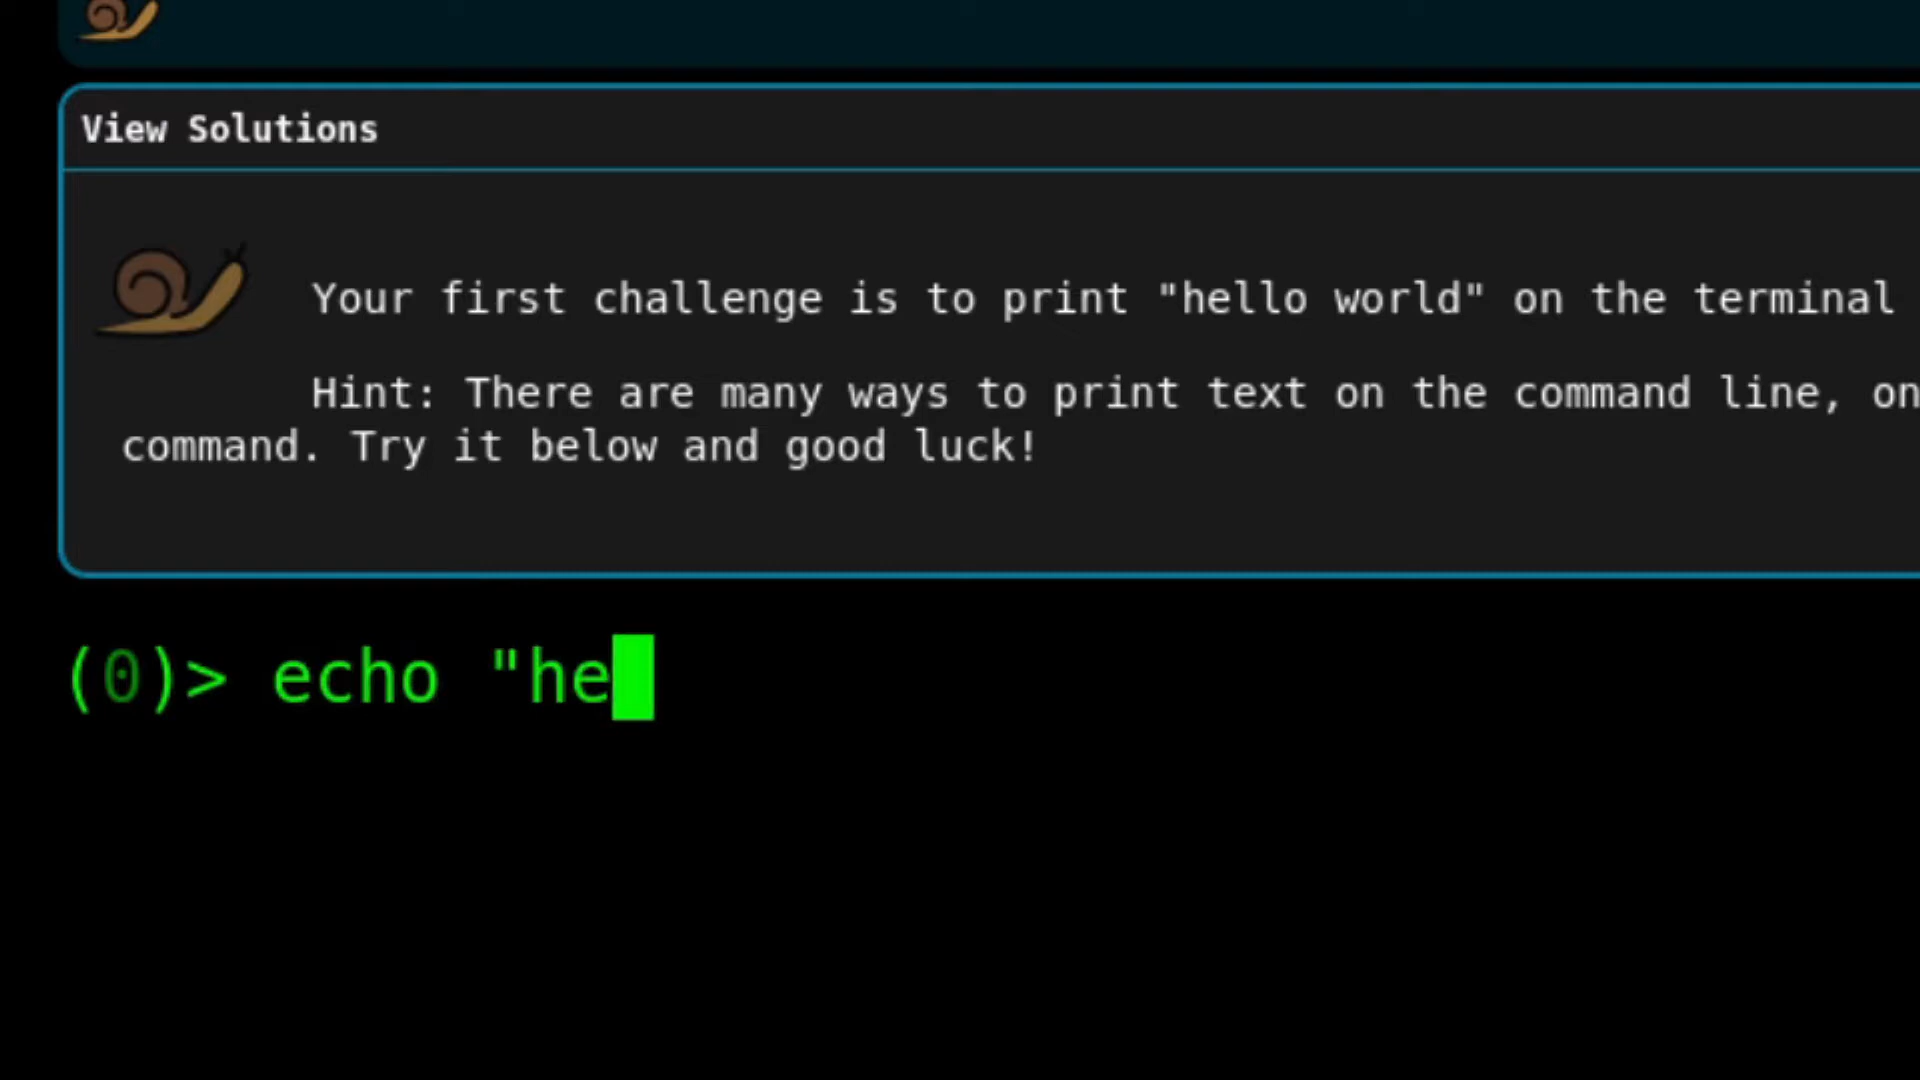 View Solutions
Your first challenge is to print "hello world" on the terminal
Hint: There are many ways to print text on the command line, on
command. Try it below and good luck!
(0)> echo "he